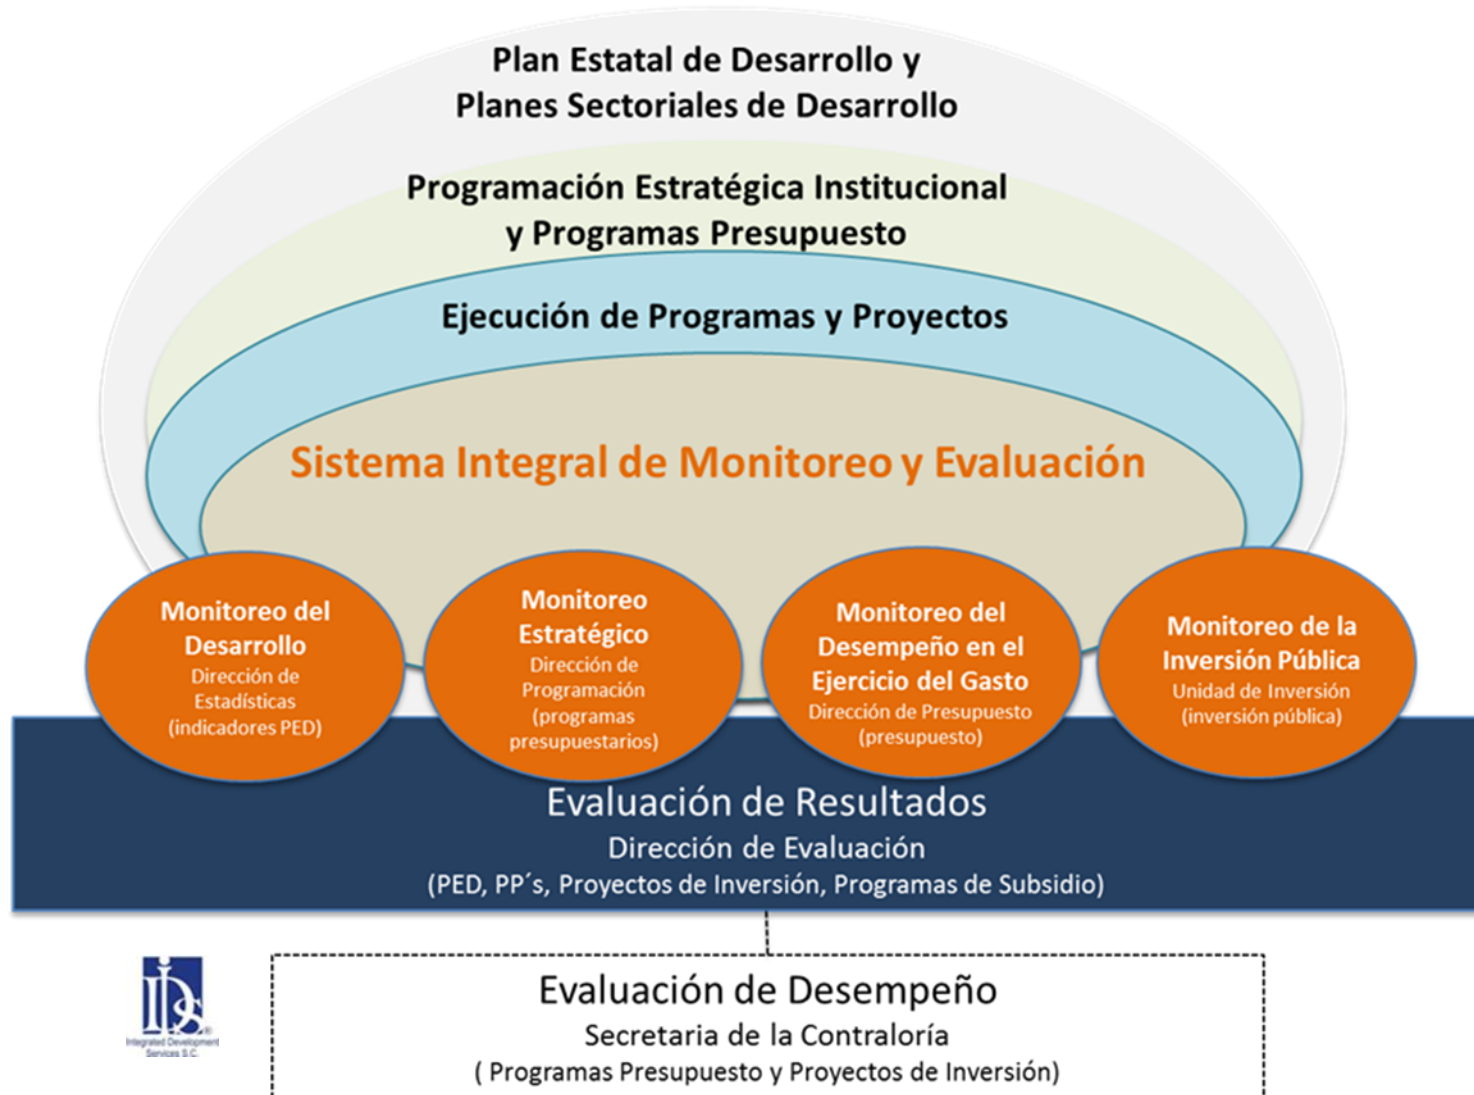 Plan Estatal de Desarrollo y
Planes Sectoriales de Desarrollo
Programación Estratégica Institucional
y Programas Presupuesto
Ejecución de Programas y Proyectos
Sistema Integral de Monitoreo y Evaluación
Monitoreo del
Desarrollo
Dirección de
Estadísticas
(indicadores PED)
Monitoreo
Estratégico
Dirección de
Programación
(programas
presupuestarios)
Monitoreo del
Desempeño en el
Ejercicio del Gasto
Dirección de Presupuesto
(presupuesto)
Monitoreo de la
Inversión Pública
Unidad de Inversión
(inversión pública)
Evaluación de Resultados
Dirección de Evaluación
(PED, PP´s, Proyectos de Inversión, Programas de Subsidio)
IDS®
Integrated Development
Services S.C.
Evaluación de Desempeño
Secretaria de la Contraloría
( Programas Presupuesto y Proyectos de Inversión)